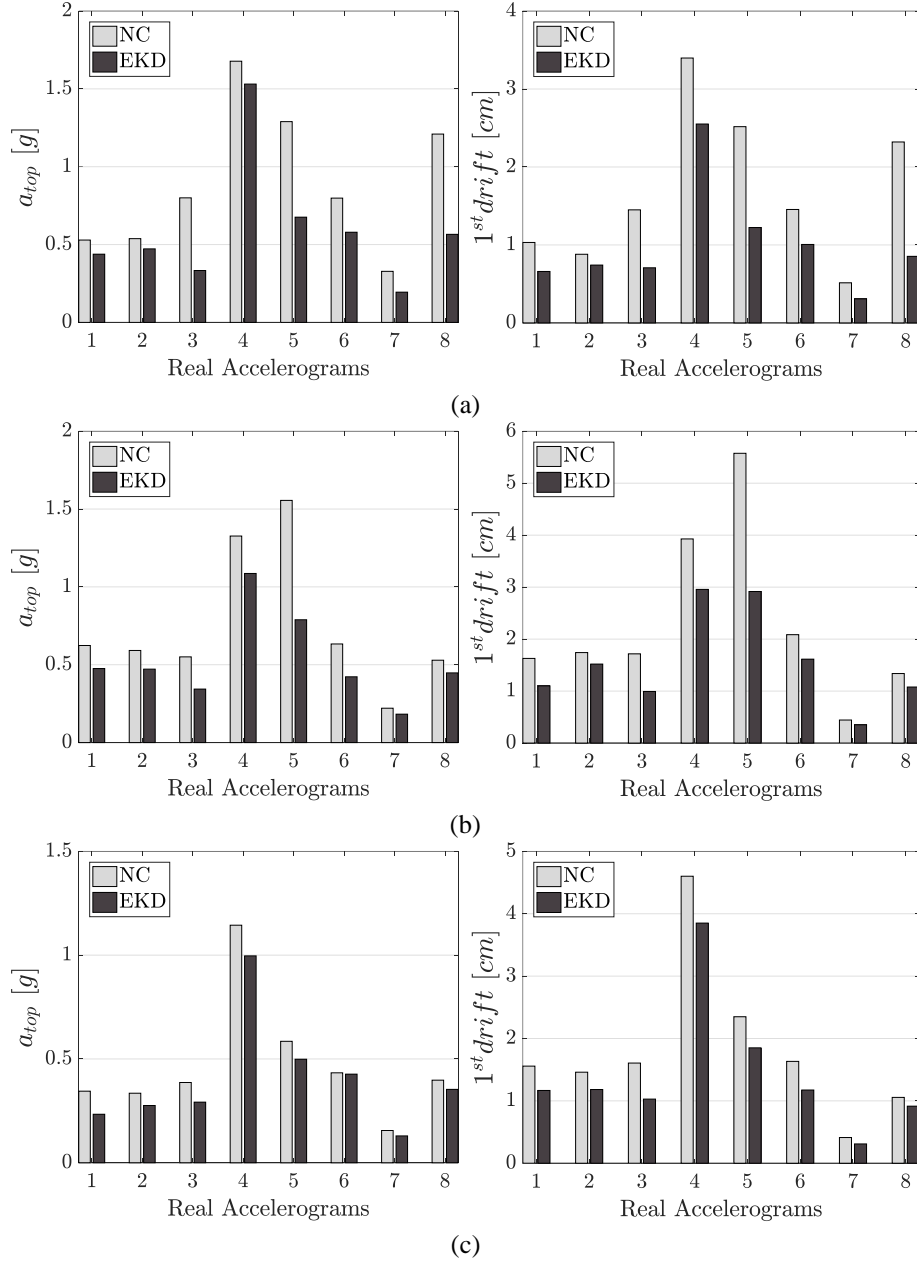 2
1.5
1
0.5
0
a_top [g]
NC
EKD
1 2 3 4 5 6 7 8
Real Accelerograms
4
3
2
1
0
1^st drift [cm]
NC
EKD
1 2 3 4 5 6 7 8
Real Accelerograms
(a)
2
1.5
1
0.5
0
a_top [g]
NC
EKD
1 2 3 4 5 6 7 8
Real Accelerograms
6
5
4
3
2
1
0
1^st drift [cm]
NC
EKD
1 2 3 4 5 6 7 8
Real Accelerograms
(b)
1.5
1
0.5
0
a_top [g]
NC
EKD
1 2 3 4 5 6 7 8
Real Accelerograms
5
4
3
2
1
0
1^st drift [cm]
NC
EKD
1 2 3 4 5 6 7 8
Real Accelerograms
(c)